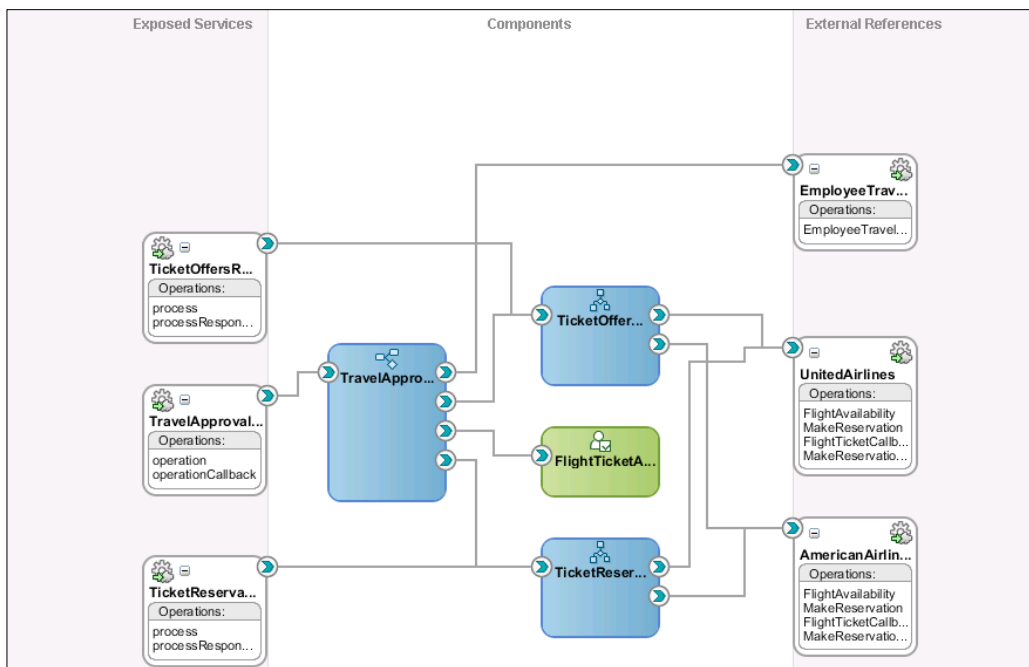 Exposed Services
Components
External References
TicketOffersR...
Operations:
process
processRespon...
TravelApproval...
Operations:
operation
operationCallback
TicketReserva...
Operations:
process
processRespon...
TravelAppro...
TicketOffer...
FlightTicketA...
TicketReser...
EmployeeTrav...
Operations:
EmployeeTravel...
UnitedAirlines
Operations:
FlightAvailability
MakeReservation
FlightTicketCallb...
MakeReservatio...
AmericanAirlin...
Operations:
FlightAvailability
MakeReservation
FlightTicketCallb...
MakeReservatio...